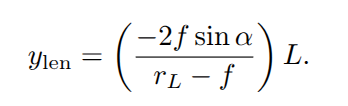 y_len = ( (-2f sin α) / (r_L − f) ) L.